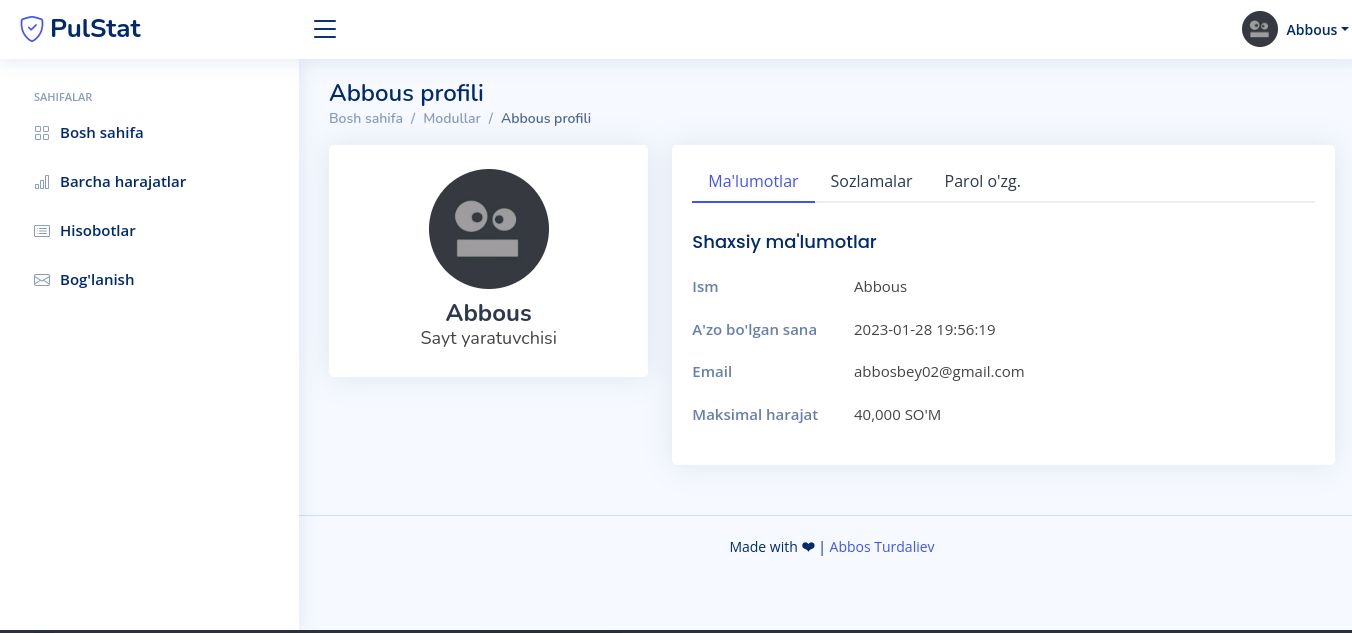 PulStat
Abbous
SAHIFALAR
Bosh sahifa
Barcha harajatlar
Hisobotlar
Bog'lanish
Abbous profili
Bosh sahifa / Modullar / Abbous profili
Abbous
Sayt yaratuvchisi
Ma'lumotlar Sozlamalar Parol o'zg.
Shaxsiy ma'lumotlar
Ism Abbous
A'zo bo'lgan sana 2023-01-28 19:56:19
Email abbosbey02@gmail.com
Maksimal harajat 40,000 SO'M
Made with ❤ | Abbos Turdaliev